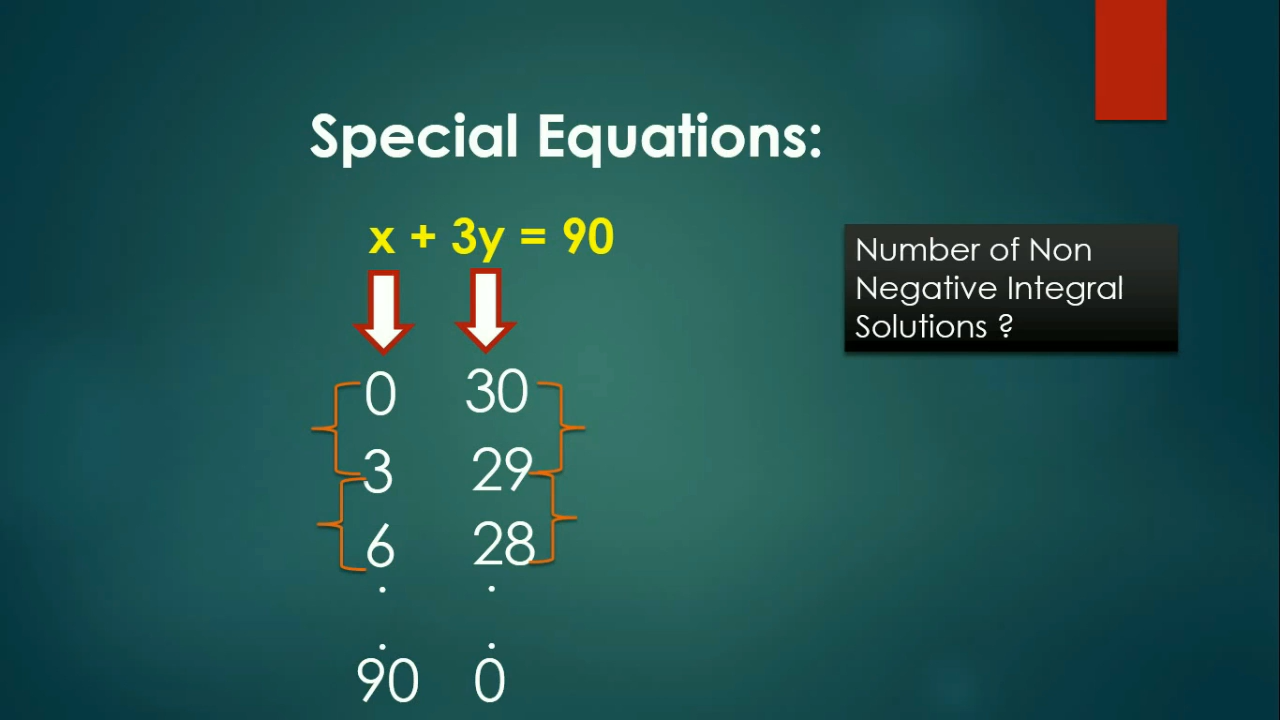 Special Equations:
x + 3y = 90
Number of Non
Negative Integral
Solutions ?
0 30
3 29
6 28
. .
. .
90 0